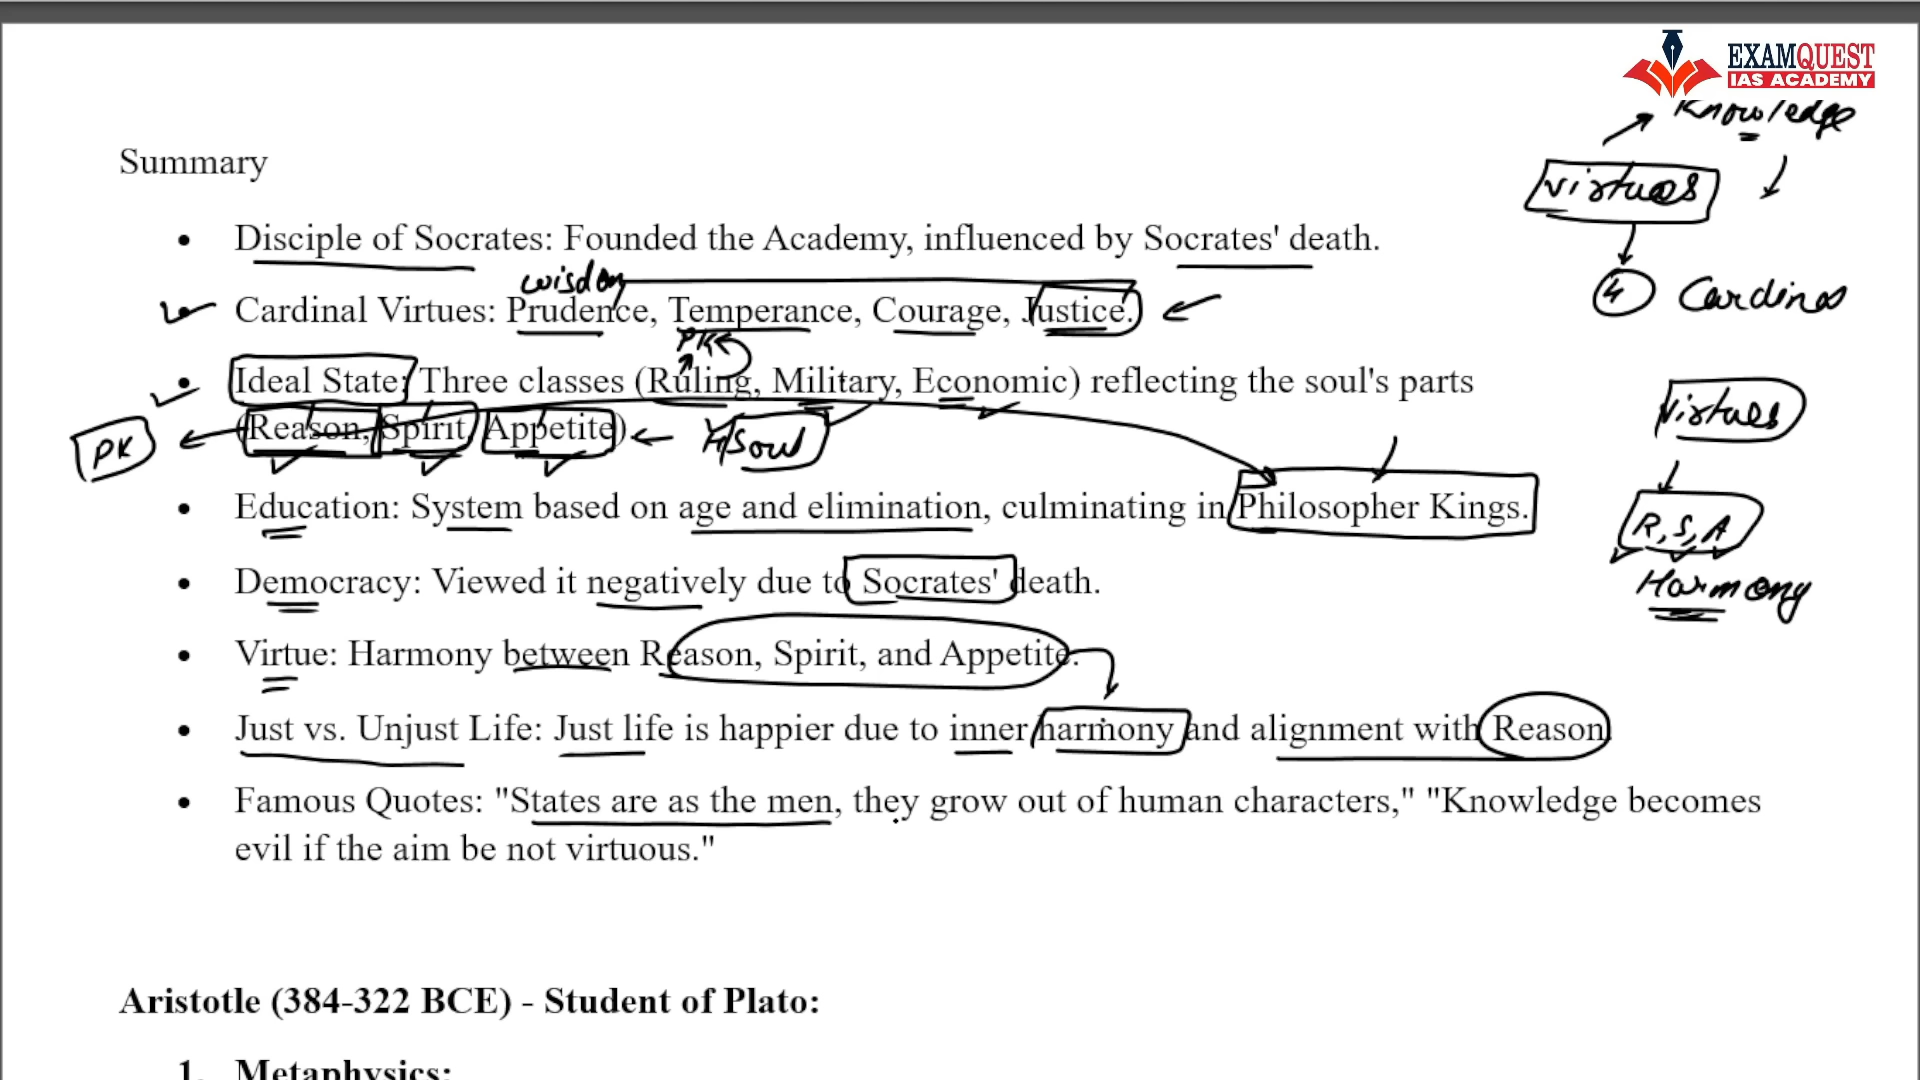 EXAMQUEST
IAS ACADEMY
Knowledge
Summary
virtues
Disciple of Socrates: Founded the Academy, influenced by Socrates' death.
wisdom
Cardinal Virtues: Prudence, Temperance, Courage, Justice.
4 Cardinal
PK
Ideal State: Three classes (Ruling, Military, Economic) reflecting the soul's parts
(Reason, Spirit, Appetite)
PK
Soul
Virtues
Education: System based on age and elimination, culminating in Philosopher Kings.
R, S, A
Democracy: Viewed it negatively due to Socrates' death.
Harmony
Virtue: Harmony between Reason, Spirit, and Appetite.
Just vs. Unjust Life: Just life is happier due to inner harmony and alignment with Reason.
Famous Quotes: "States are as the men, they grow out of human characters," "Knowledge becomes
evil if the aim be not virtuous."
Aristotle (384-322 BCE) - Student of Plato:
1. Metaphysics: